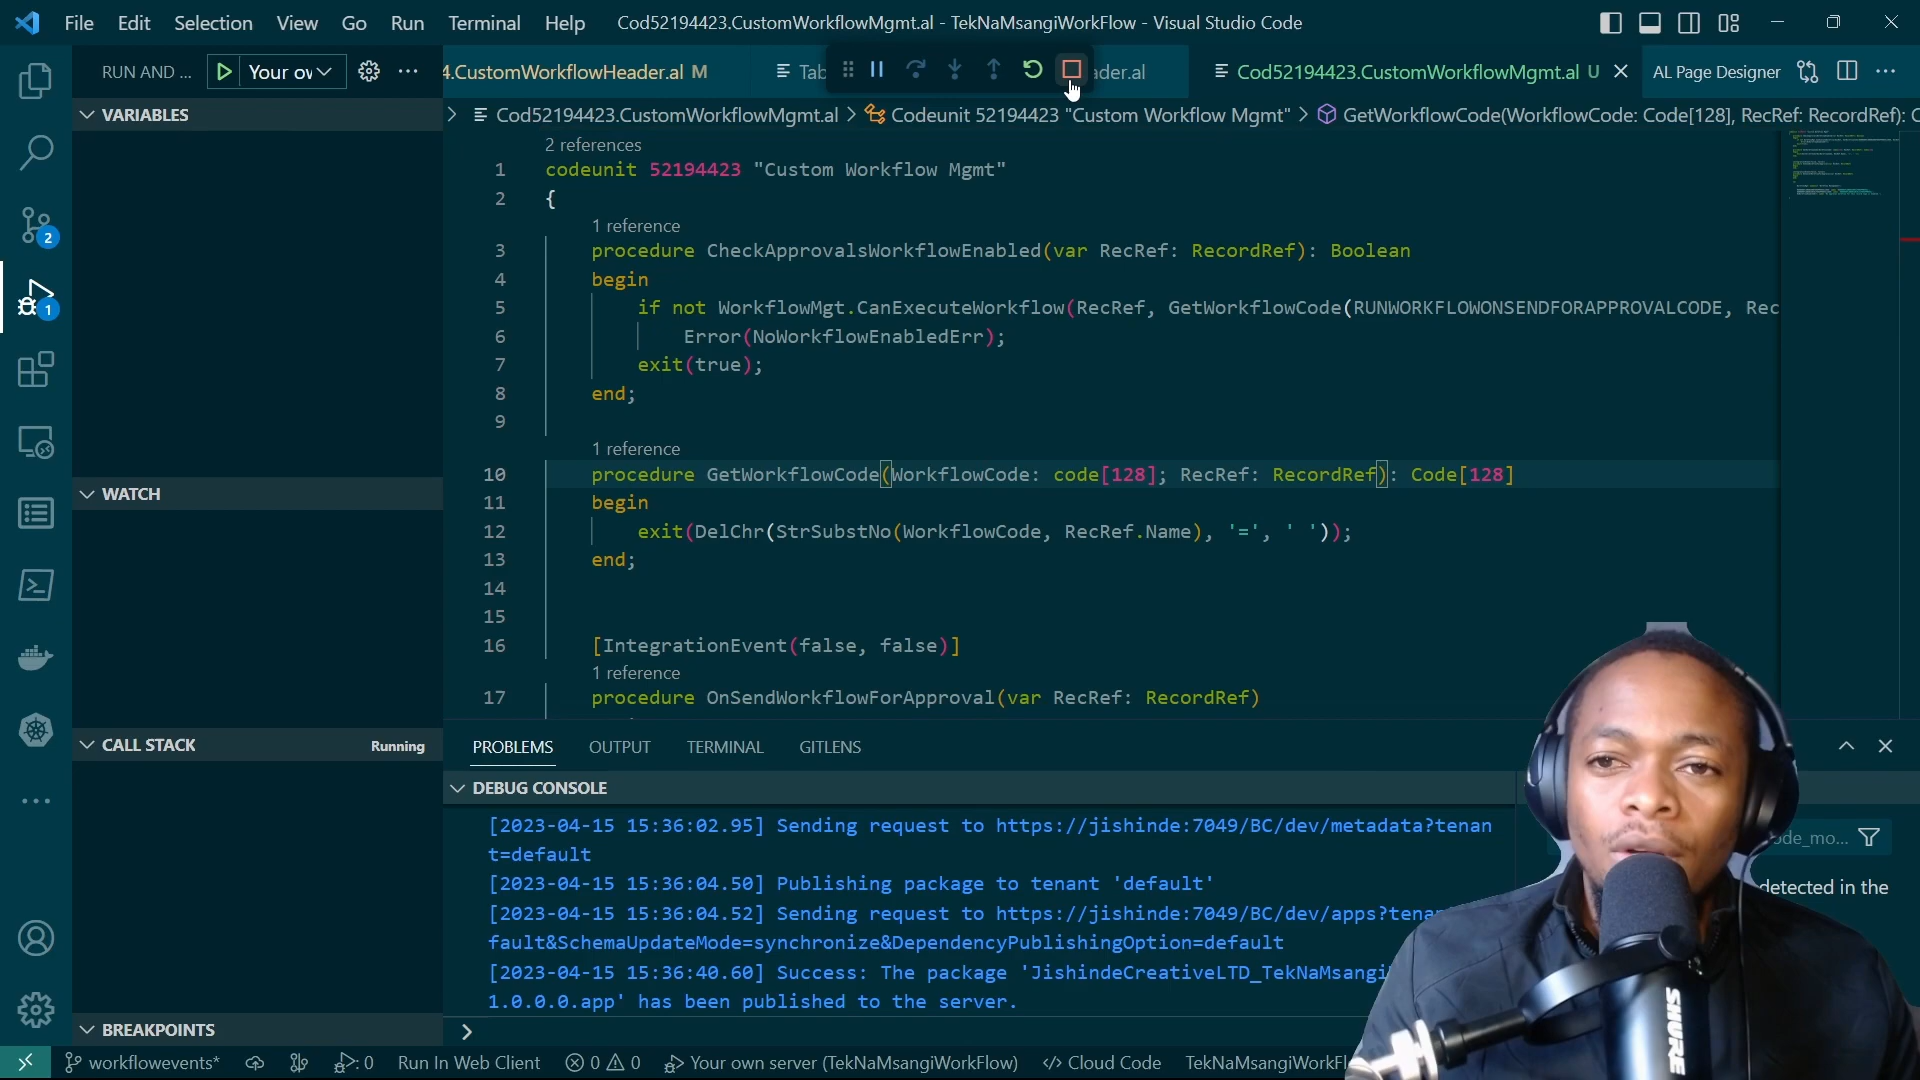 File Edit Selection View Go Run Terminal Help Cod52194423.CustomWorkflowMgmt.al - TekNaMsangiWorkFlow - Visual Studio Code
RUN AND ... Your ov 4.CustomWorkflowHeader.al M Tab der.al Cod52194423.CustomWorkflowMgmt.al U AL Page Designer
VARIABLES
Cod52194423.CustomWorkflowMgmt.al > Codeunit 52194423 "Custom Workflow Mgmt" > GetWorkflowCode(WorkflowCode: Code[128], RecRef: RecordRef): C
2 references
1 codeunit 52194423 "Custom Workflow Mgmt"
2 {
1 reference
3 procedure CheckApprovalsWorkflowEnabled(var RecRef: RecordRef): Boolean
4 begin
5 if not WorkflowMgt.CanExecuteWorkflow(RecRef, GetWorkflowCode(RUNWORKFLOWONSENDFORAPPROVALCODE, Rec
6 Error(NoWorkflowEnabledErr);
7 exit(true);
8 end;
9
1 reference
10 procedure GetWorkflowCode(WorkflowCode: code[128]; RecRef: RecordRef): Code[128]
11 begin
12 exit(DelChr(StrSubstNo(WorkflowCode, RecRef.Name), '=', ' '));
13 end;
14
15
16 [IntegrationEvent(false, false)]
1 reference
17 procedure OnSendWorkflowForApproval(var RecRef: RecordRef)
2
1
WATCH
CALL STACK Running
BREAKPOINTS
PROBLEMS OUTPUT TERMINAL GITLENS
DEBUG CONSOLE
[2023-04-15 15:36:02.95] Sending request to https://jishinde:7049/BC/dev/metadata?tenan
t=default
[2023-04-15 15:36:04.50] Publishing package to tenant 'default'
[2023-04-15 15:36:04.52] Sending request to https://jishinde:7049/BC/dev/apps?tena
fault&SchemaUpdateMode=synchronize&DependencyPublishingOption=default
[2023-04-15 15:36:40.60] Success: The package 'JishindeCreativeLTD_TekNaMsangi
1.0.0.0.app' has been published to the server.
>
de_mo...
detected in the
SHURE
workflowevents* 0 Run In Web Client 0 0 Your own server (TekNaMsangiWorkFlow) Cloud Code TekNaMsangiWorkFl